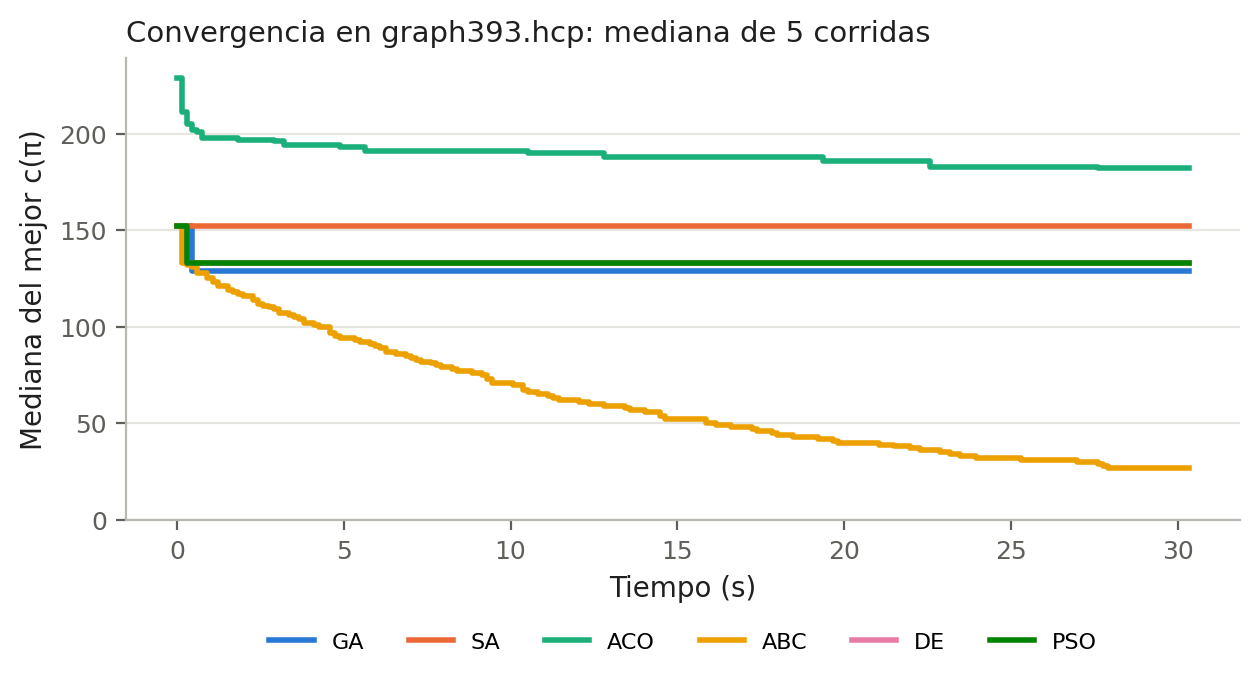 Convergencia en graph393.hcp: mediana de 5 corridas
Mediana del mejor c(π)
200
150
100
50
0
0 5 10 15 20 25 30
Tiempo (s)
GA SA ACO ABC DE PSO